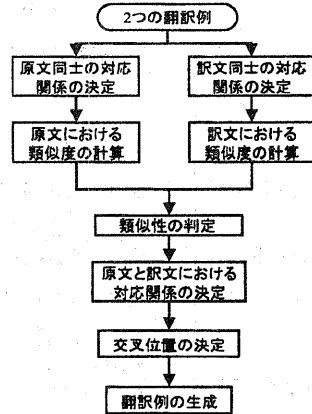 2つの翻訳例
原文同士の対応
関係の決定
訳文同士の対応
関係の決定
原文における
類似度の計算
訳文における
類似度の計算
類似性の判定
原文と訳文における
対応関係の決定
交叉位置の決定
翻訳例の生成